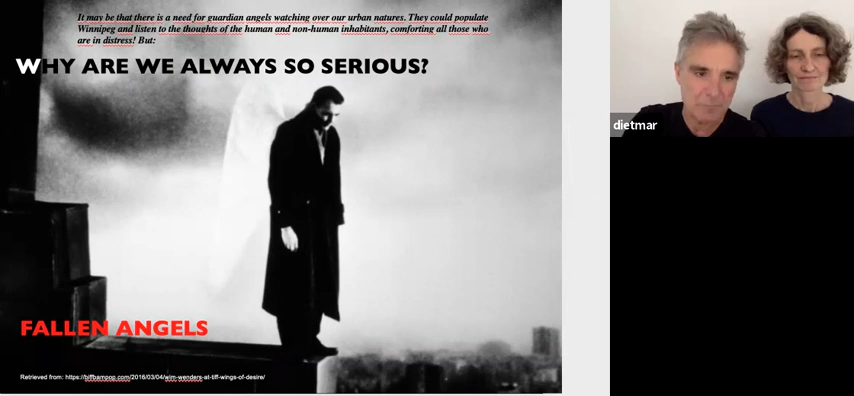 It may be that there is a need for guardian angels watching over our urban natures. They could populate
Winnipeg and listen to the thoughts of the human and non-human inhabitants, comforting all those who
are in distress! But:
WHY ARE WE ALWAYS SO SERIOUS?
dietmar
FALLEN ANGELS
Retrieved from: https://biffbampop.com/2016/03/04/wim-wenders-at-tiff-wings-of-desire/